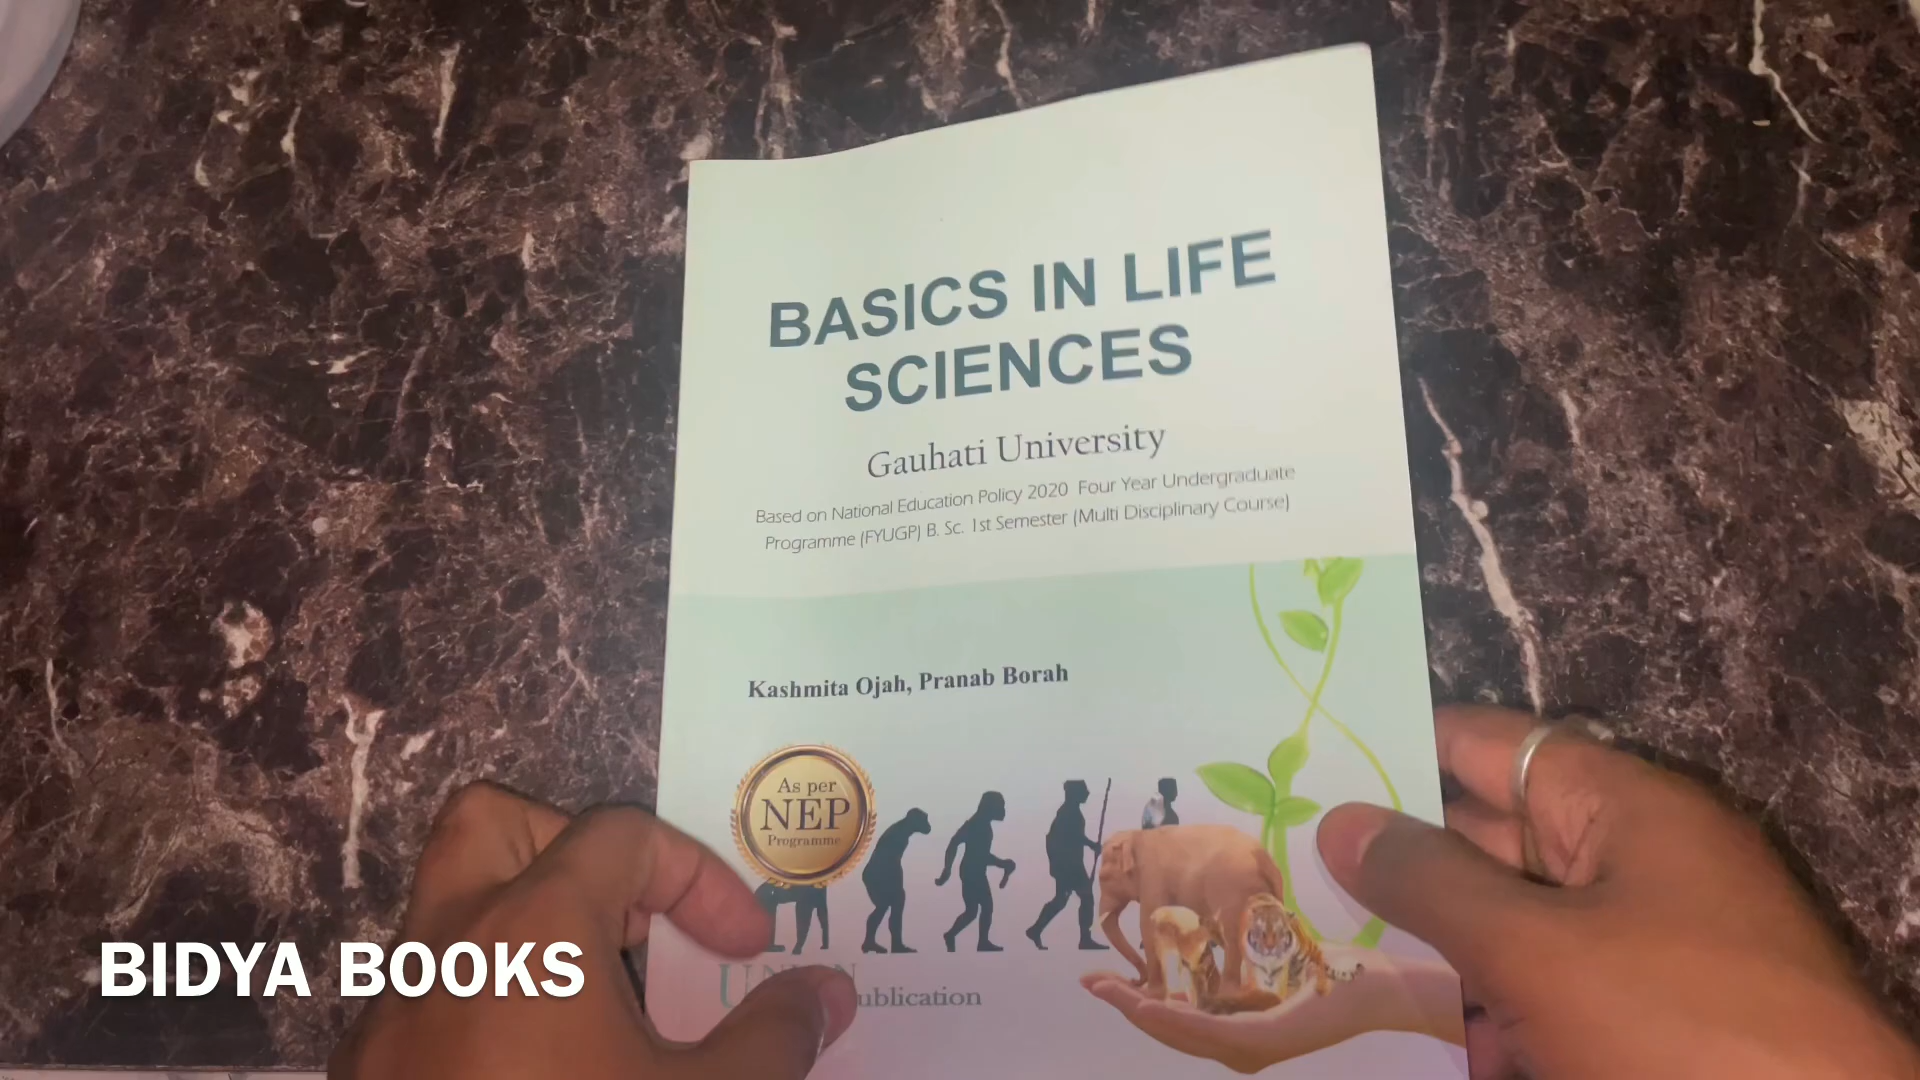 BASICS IN LIFE
SCIENCES
Gauhati University
Based on National Education Policy 2020 Four Year Undergraduate
Programme (FYUGP) B. Sc. 1st Semester (Multi Disciplinary Course)
Kashmita Ojah, Pranab Borah
As per
NEP
Programme
BIDYA BOOKS